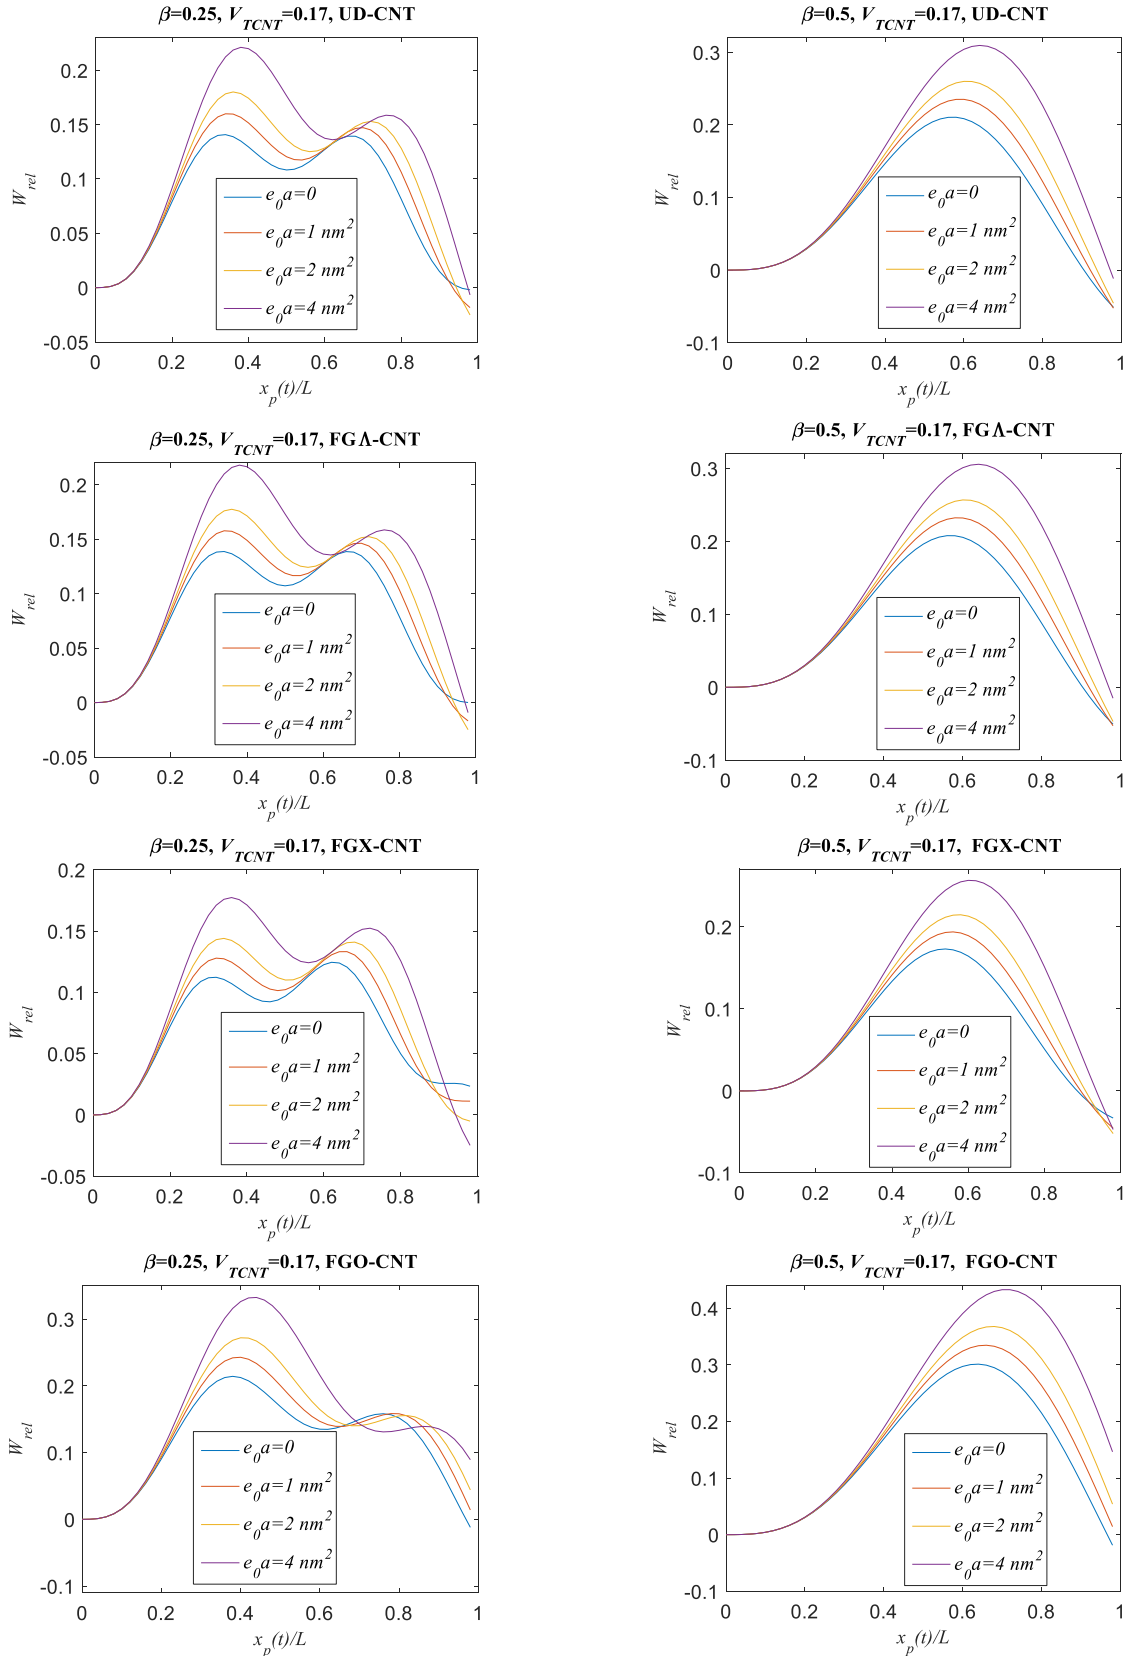 β=0.25, V_TCNT=0.17, UD-CNT
W_rel
0.2
0.15
0.1
0.05
0
-0.05
e_0a=0
e_0a=1 nm^2
e_0a=2 nm^2
e_0a=4 nm^2
0 0.2 0.4 0.6 0.8 1
x_p(t)/L
β=0.5, V_TCNT=0.17, UD-CNT
W_rel
0.3
0.2
0.1
0
-0.1
e_0a=0
e_0a=1 nm^2
e_0a=2 nm^2
e_0a=4 nm^2
0 0.2 0.4 0.6 0.8 1
x_p(t)/L
β=0.25, V_TCNT=0.17, FGΛ-CNT
W_rel
0.2
0.15
0.1
0.05
0
-0.05
e_0a=0
e_0a=1 nm^2
e_0a=2 nm^2
e_0a=4 nm^2
0 0.2 0.4 0.6 0.8 1
x_p(t)/L
β=0.5, V_TCNT=0.17, FGΛ-CNT
W_rel
0.3
0.2
0.1
0
-0.1
e_0a=0
e_0a=1 nm^2
e_0a=2 nm^2
e_0a=4 nm^2
0 0.2 0.4 0.6 0.8 1
x_p(t)/L
β=0.25, V_TCNT=0.17, FGX-CNT
W_rel
0.2
0.15
0.1
0.05
0
-0.05
e_0a=0
e_0a=1 nm^2
e_0a=2 nm^2
e_0a=4 nm^2
0 0.2 0.4 0.6 0.8 1
x_p(t)/L
β=0.5, V_TCNT=0.17, FGX-CNT
W_rel
0.2
0.1
0
-0.1
e_0a=0
e_0a=1 nm^2
e_0a=2 nm^2
e_0a=4 nm^2
0 0.2 0.4 0.6 0.8 1
x_p(t)/L
β=0.25, V_TCNT=0.17, FGO-CNT
W_rel
0.3
0.2
0.1
0
-0.1
e_0a=0
e_0a=1 nm^2
e_0a=2 nm^2
e_0a=4 nm^2
0 0.2 0.4 0.6 0.8 1
x_p(t)/L
β=0.5, V_TCNT=0.17, FGO-CNT
W_rel
0.4
0.3
0.2
0.1
0
-0.1
e_0a=0
e_0a=1 nm^2
e_0a=2 nm^2
e_0a=4 nm^2
0 0.2 0.4 0.6 0.8 1
x_p(t)/L